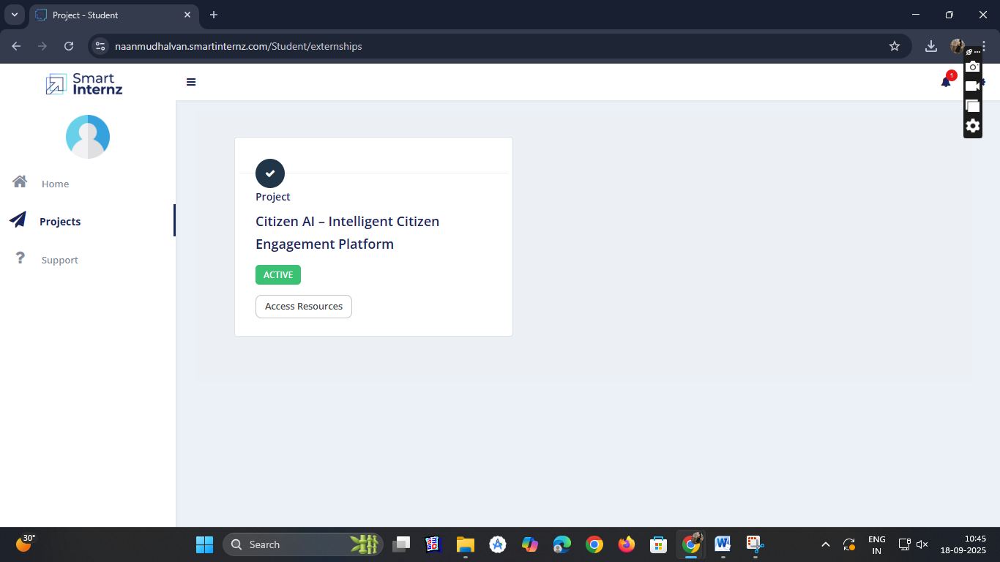 Project - Student
naanmudhalvan.smartinternz.com/Student/externships
Smart
Internz
1
Home
Projects
Support
Project
Citizen AI – Intelligent Citizen
Engagement Platform
ACTIVE
Access Resources
30°
Search
ENG
IN
10:45
18-09-2025